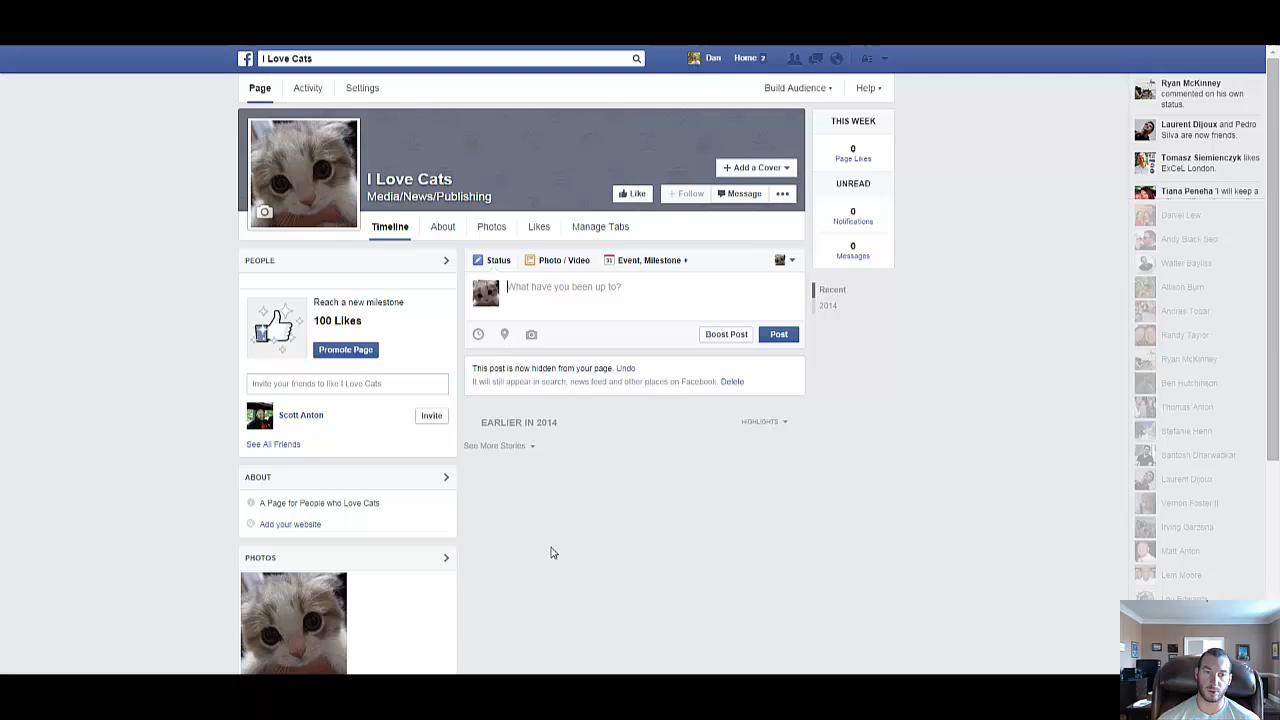 I Love Cats
Dan
Home 2
Page
Activity
Settings
Build Audience
Help
I Love Cats
Media/News/Publishing
+ Add a Cover
Like
+ Follow
Message
Timeline
About
Photos
Likes
Manage Tabs
THIS WEEK
0
Page Likes
UNREAD
0
Notifications
0
Messages
Recent
2014
PEOPLE
Reach a new milestone
100 Likes
Promote Page
Invite your friends to like I Love Cats
Scott Anton
Invite
See All Friends
ABOUT
A Page for People who Love Cats
Add your website
PHOTOS
Status
Photo / Video
31
Event, Milestone +
What have you been up to?
Boost Post
Post
This post is now hidden from your page. Undo
It will still appear in search, news feed and other places on Facebook. Delete
EARLIER IN 2014
HIGHLIGHTS
See More Stories
Ryan McKinney
commented on his own
status.
Laurent Dijoux and Pedro
Silva are now friends.
Tomasz Siemienczyk likes
ExCeL London.
Tiana Peneha 'I will keep a
Daniel Lew
Andy Black Seo
Walter Bayliss
Allison Burn
Andres Tobar
Randy Taylor
Ryan McKinney
Ben Hutchinson
Thomas Anton
Stefanie Henn
Santosh Dharwadkar
Laurent Dijoux
Vernon Foster II
Irving Garzona
Matt Anton
Lem Moore
Lou Edwards